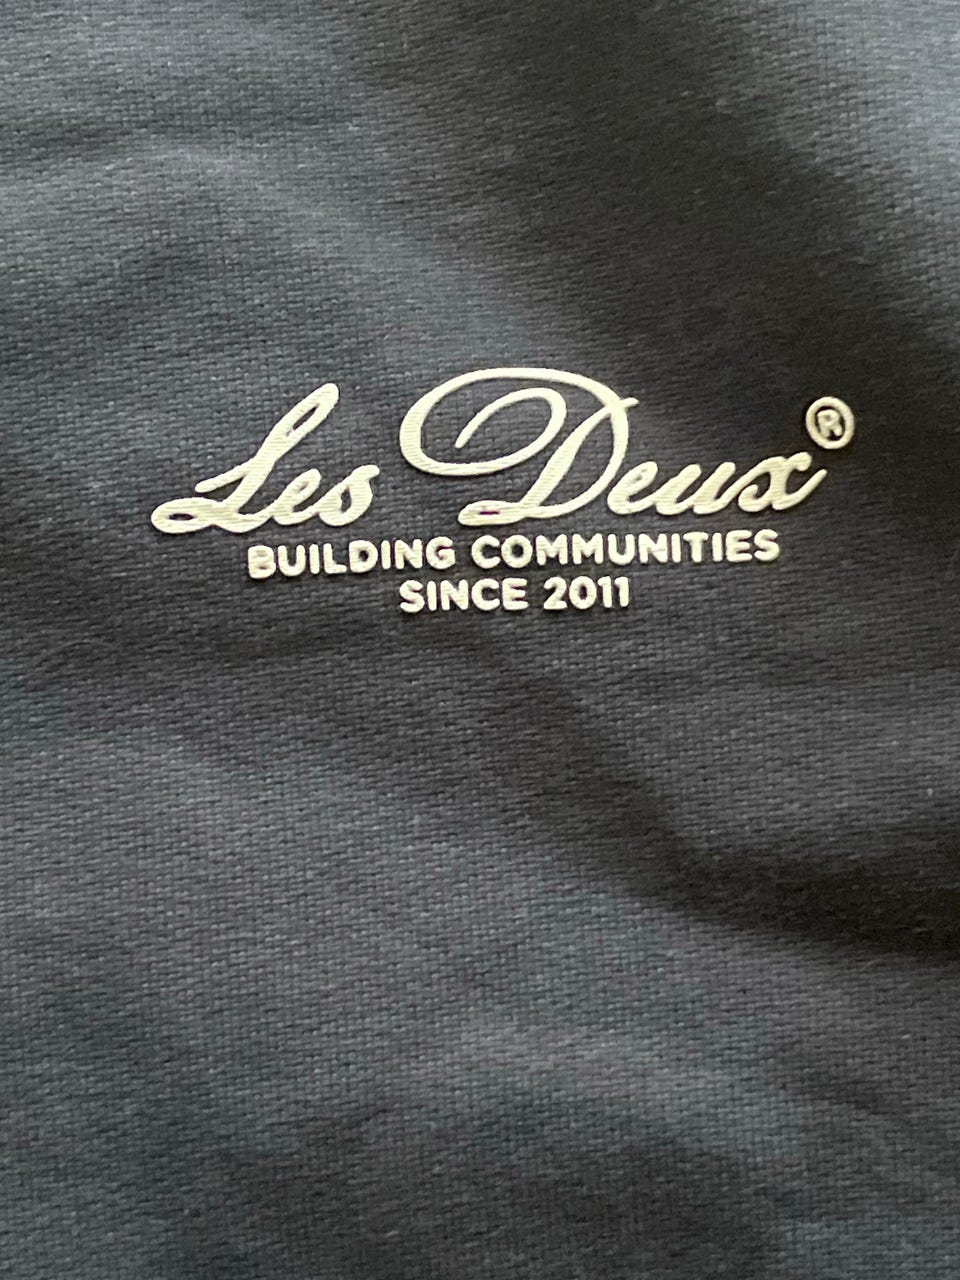 Les Deux®
BUILDING COMMUNITIES
SINCE 2011